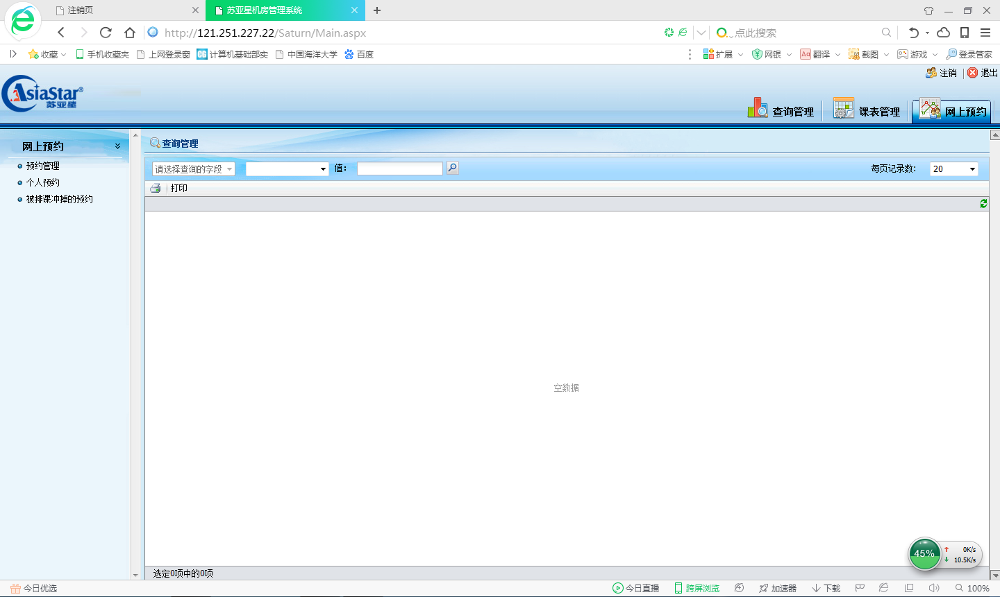 注销页
苏亚星机房管理系统
http://121.251.227.22/Saturn/Main.aspx
点此搜索
收藏
手机收藏夹
上网登录窗
计算机基础部实
中国海洋大学
百度
扩展
网银
翻译
截图
游戏
登录管家
注销
退出
AsiaStar®
苏亚星
查询管理
课表管理
网上预约
网上预约
预约管理
个人预约
被排课冲掉的预约
查询管理
请选择查询的字段
值:
每页记录数:
20
打印
空数据
选定0项中的0项
45%
0K/s
10.5K/s
今日优选
今日直播
跨屏浏览
加速器
下载
100%